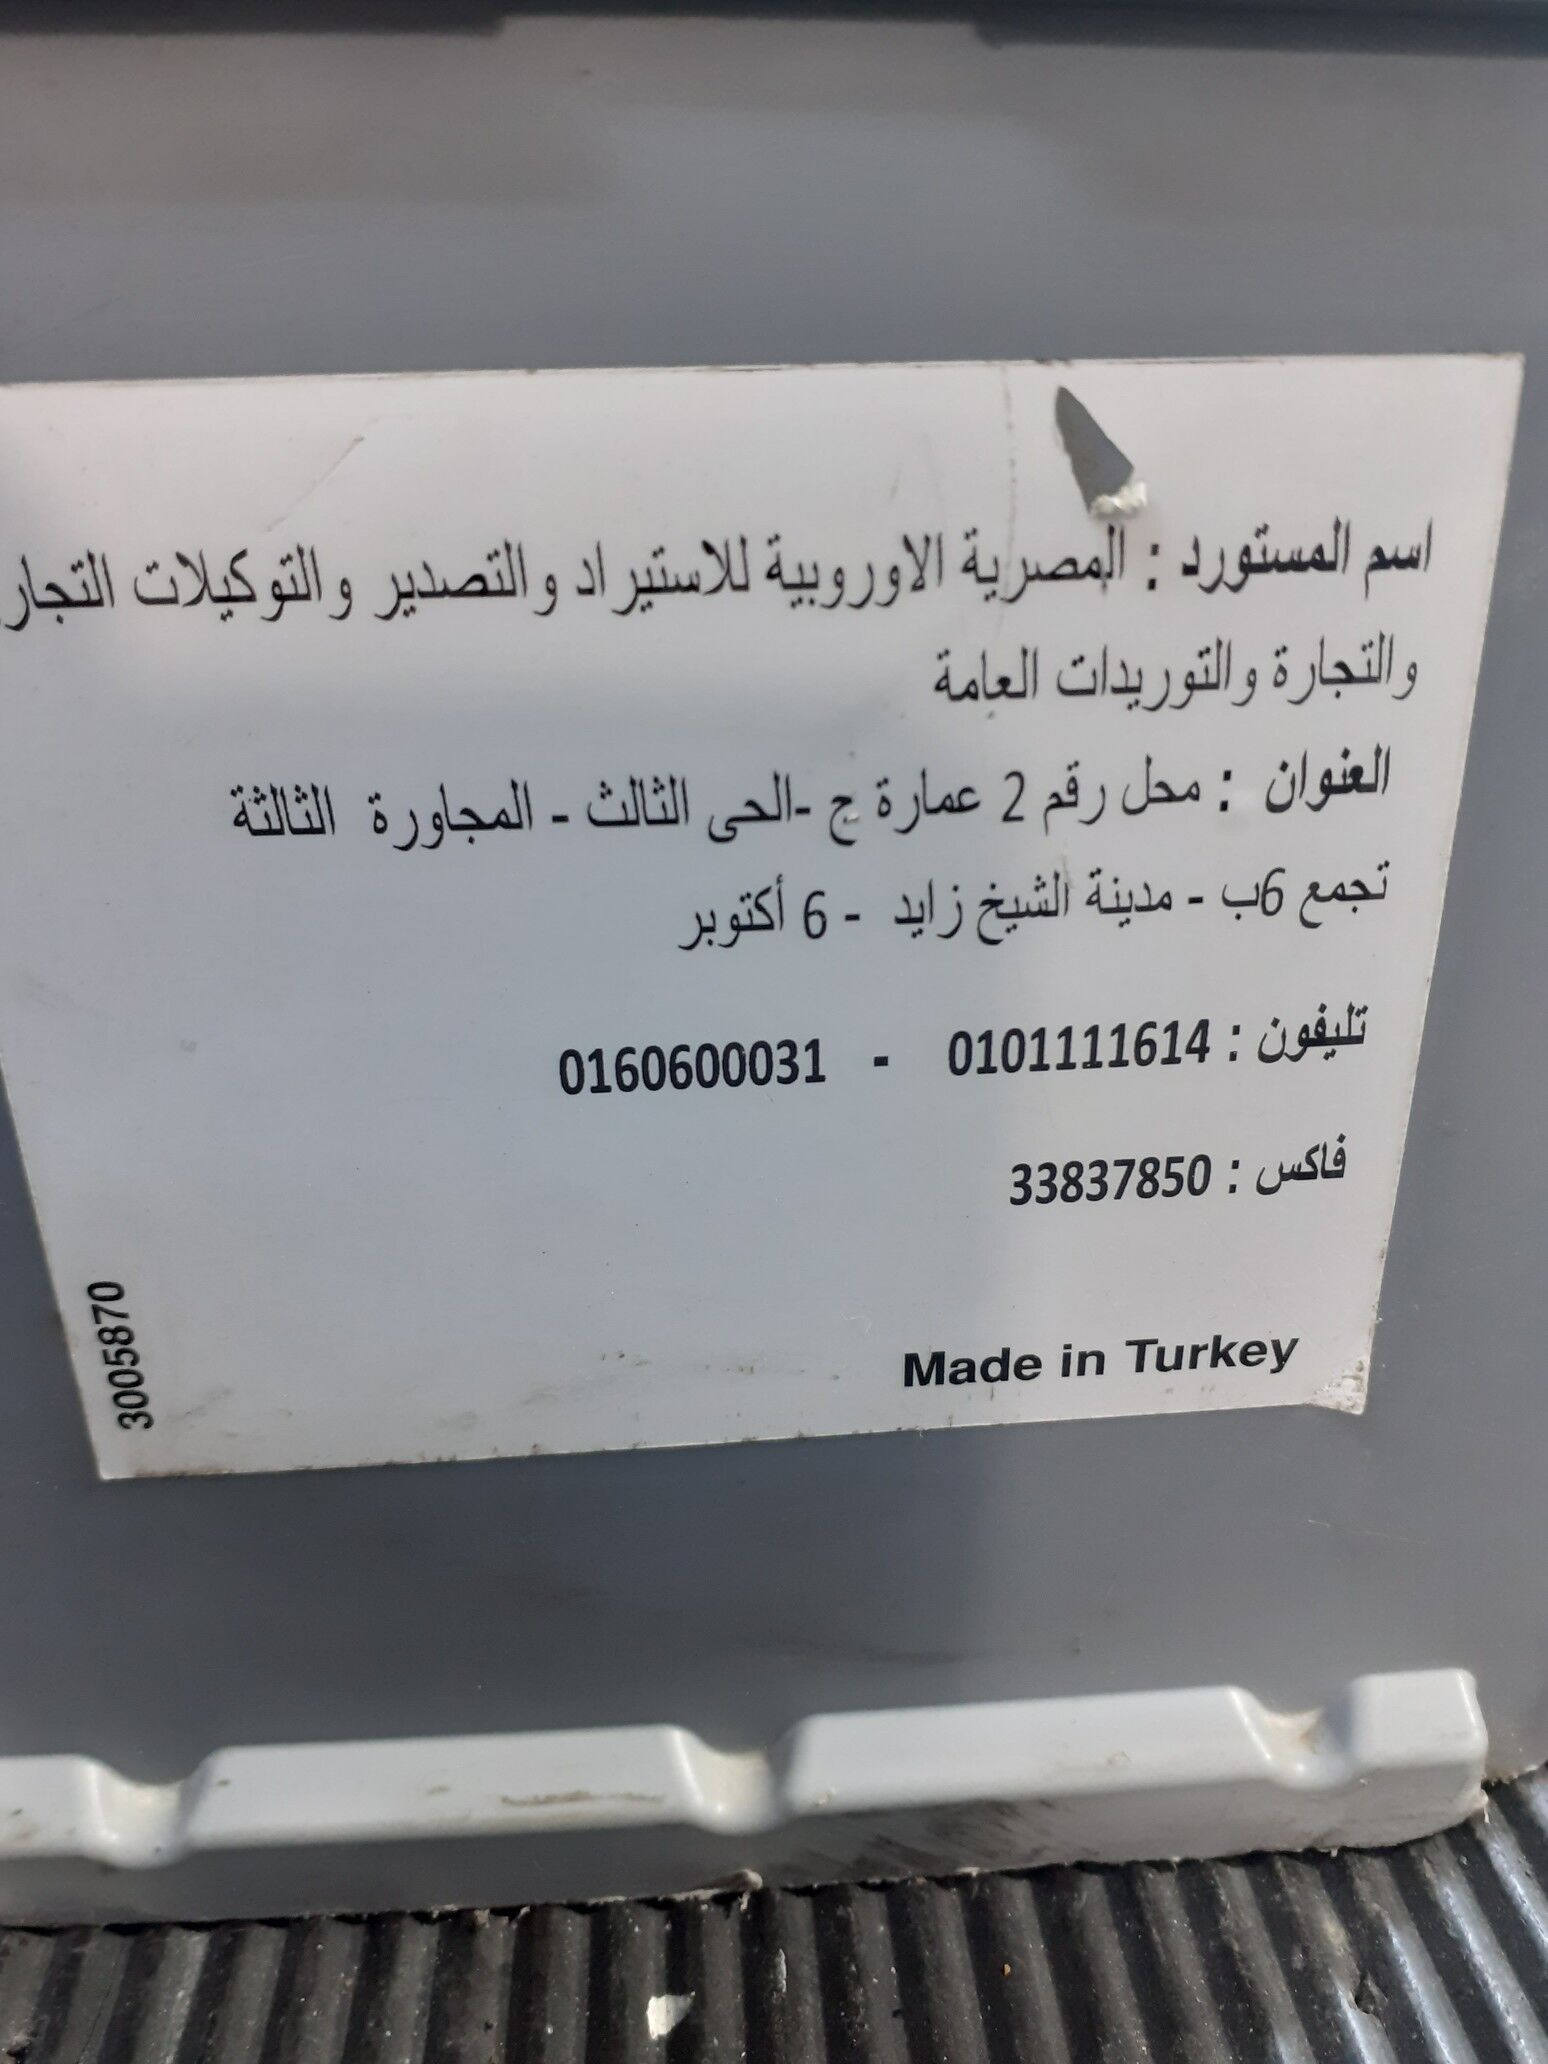 اسم المستورد : المصرية الاوروبية للاستيراد والتصدير والتوكيلات
والتجارة والتوريدات العامة
العنوان : محل رقم 2 عمارة ج -الحى الثالث - المجاورة الثالثة
تجمع 6ب - مدينة الشيخ زايد - 6 أكتوبر
تليفون : 0101111614 - 0160600031
فاكس : 33837850
Made in Turkey
3005870